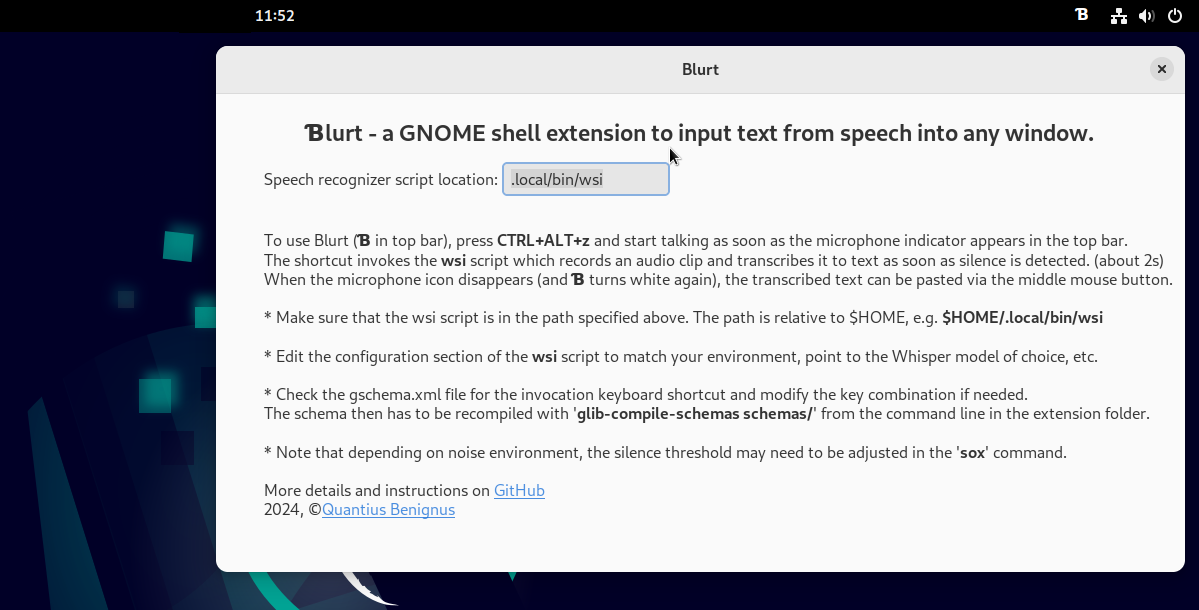 11:52
Ɓ
Blurt
Ɓlurt - a GNOME shell extension to input text from speech into any window.
Speech recognizer script location: .local/bin/wsi
To use Blurt (Ɓ in top bar), press CTRL+ALT+z and start talking as soon as the microphone indicator appears in the top bar.
The shortcut invokes the wsi script which records an audio clip and transcribes it to text as soon as silence is detected. (about 2s)
When the microphone icon disappears (and Ɓ turns white again), the transcribed text can be pasted via the middle mouse button.
* Make sure that the wsi script is in the path specified above. The path is relative to $HOME, e.g. $HOME/.local/bin/wsi
* Edit the configuration section of the wsi script to match your environment, point to the Whisper model of choice, etc.
* Check the gschema.xml file for the invocation keyboard shortcut and modify the key combination if needed.
The schema then has to be recompiled with 'glib-compile-schemas schemas/' from the command line in the extension folder.
* Note that depending on noise environment, the silence threshold may need to be adjusted in the 'sox' command.
More details and instructions on GitHub
2024, ©Quantius Benignus